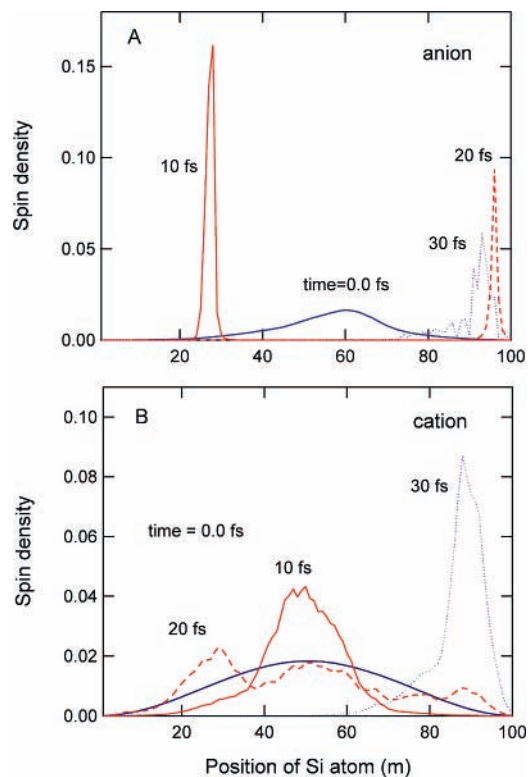 A
anion
0.15
0.10
0.05
0.00
Spin density
10 fs
20 fs
30 fs
time=0.0 fs
20
40
60
80
100
B
cation
0.10
0.08
0.06
0.04
0.02
0.00
Spin density
30 fs
time = 0.0 fs
10 fs
20 fs
20
40
60
80
100
Position of Si atom (m)